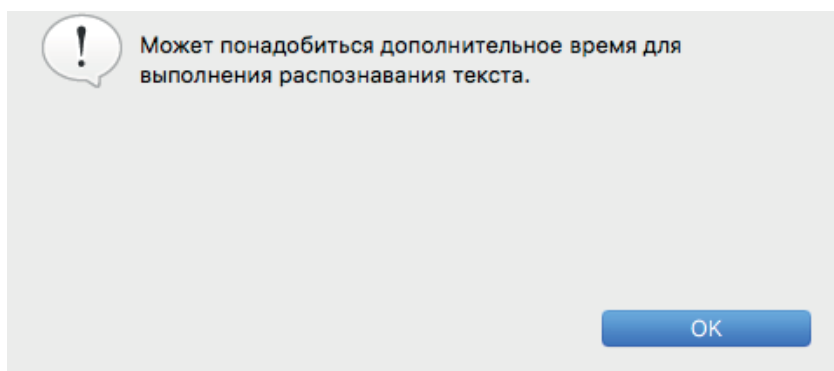 Может понадобиться дополнительное время для
выполнения распознавания текста.
OK